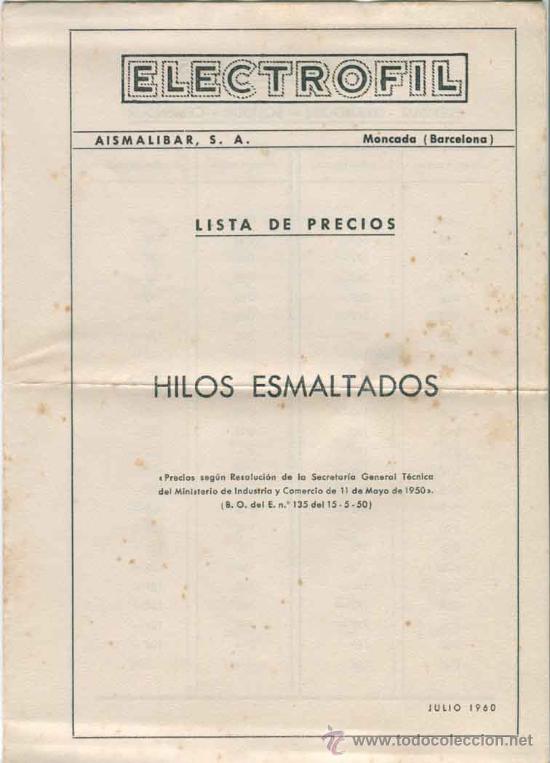 ELECTROFIL
AISMALIBAR, S. A. Moncada (Barcelona)
LISTA DE PRECIOS
HILOS ESMALTADOS
«Precios según Resolución de la Secretaría General Técnica
del Ministerio de Industria y Comercio de 11 de Mayo de 1950».
(B. O. del E. n.° 135 del 15 - 5 - 50)
JULIO 1960
www.todocoleccion.net